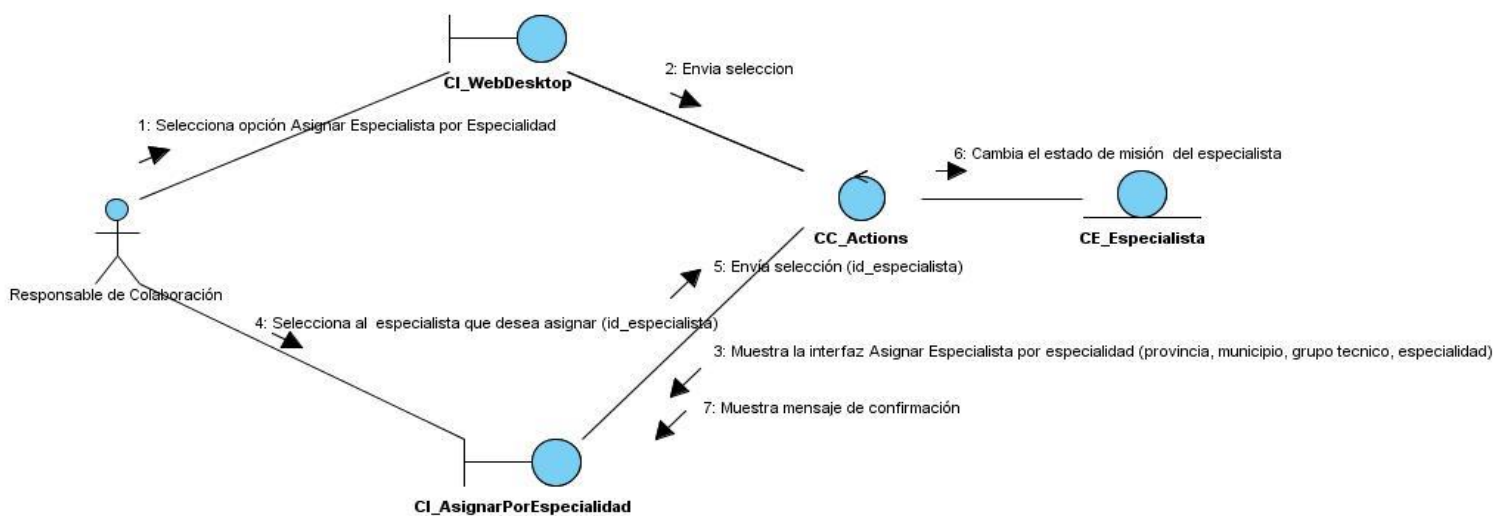 CI_WebDesktop
2: Envia seleccion
1: Selecciona opción Asignar Especialista por Especialidad
6: Cambia el estado de misión  del especialista
CC_Actions
CE_Especialista
5: Envía selección (id_especialista)
Responsable de Colaboración
4: Selecciona al  especialista que desea asignar (id_especialista)
3: Muestra la interfaz Asignar Especialista por especialidad (provincia, municipio, grupo tecnico, especialidad)
7: Muestra mensaje de confirmación
CI_AsignarPorEspecialidad